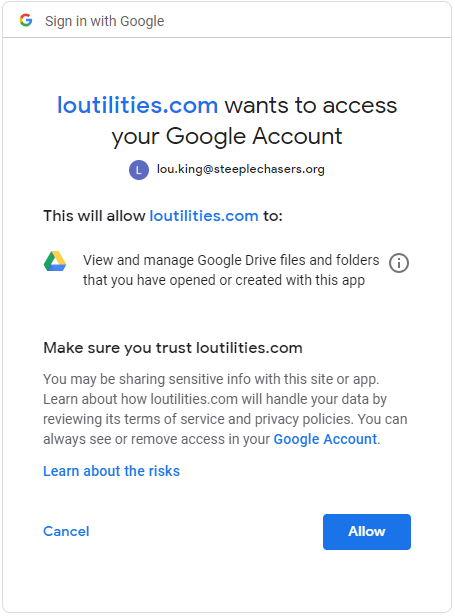 Sign in with Google
loutilities.com wants to access
your Google Account
L lou.king@steeplechasers.org
This will allow loutilities.com to:
View and manage Google Drive files and folders
that you have opened or created with this app
Make sure you trust loutilities.com
You may be sharing sensitive info with this site or app.
Learn about how loutilities.com will handle your data by
reviewing its terms of service and privacy policies. You can
always see or remove access in your Google Account.
Learn about the risks
Cancel Allow